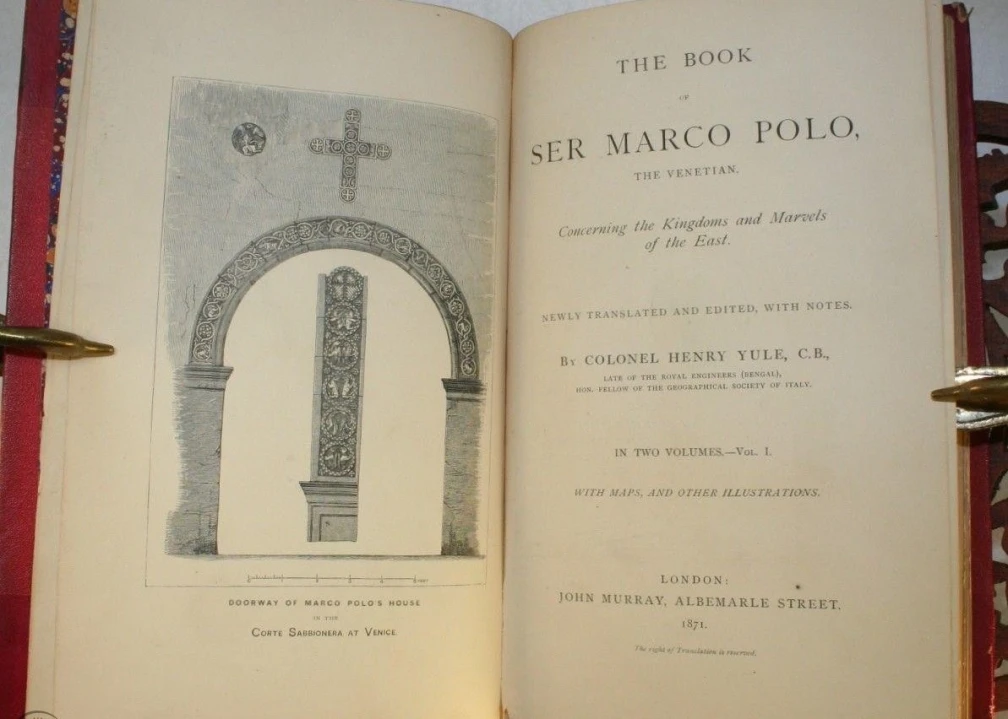 DOORWAY OF MARCO POLO'S HOUSE
IN THE
CORTE SABBIONERA AT VENICE.
THE BOOK
OF
SER MARCO POLO,
THE VENETIAN.
Concerning the Kingdoms and Marvels
of the East.
NEWLY TRANSLATED AND EDITED, WITH NOTES.
By COLONEL HENRY YULE, C.B.,
LATE OF THE ROYAL ENGINEERS (BENGAL),
HON. FELLOW OF THE GEOGRAPHICAL SOCIETY OF ITALY.
IN TWO VOLUMES.—Vol. I.
WITH MAPS, AND OTHER ILLUSTRATIONS.
LONDON:
JOHN MURRAY, ALBEMARLE STREET.
1871.
The right of Translation is reserved.